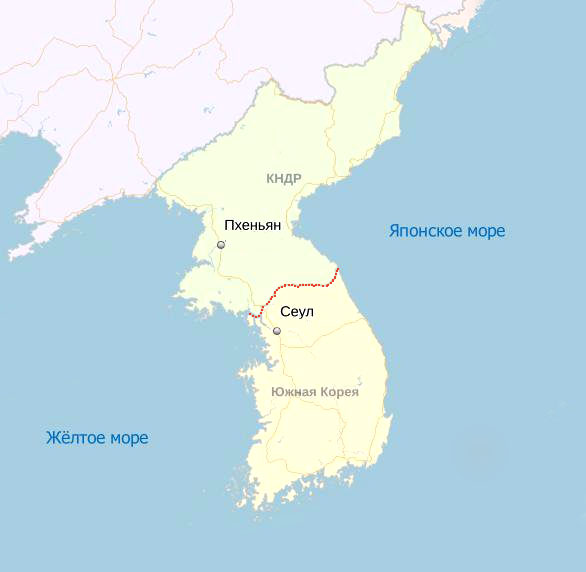 КНДР
Пхеньян
Японское море
Сеул
Южная Корея
Жёлтое море